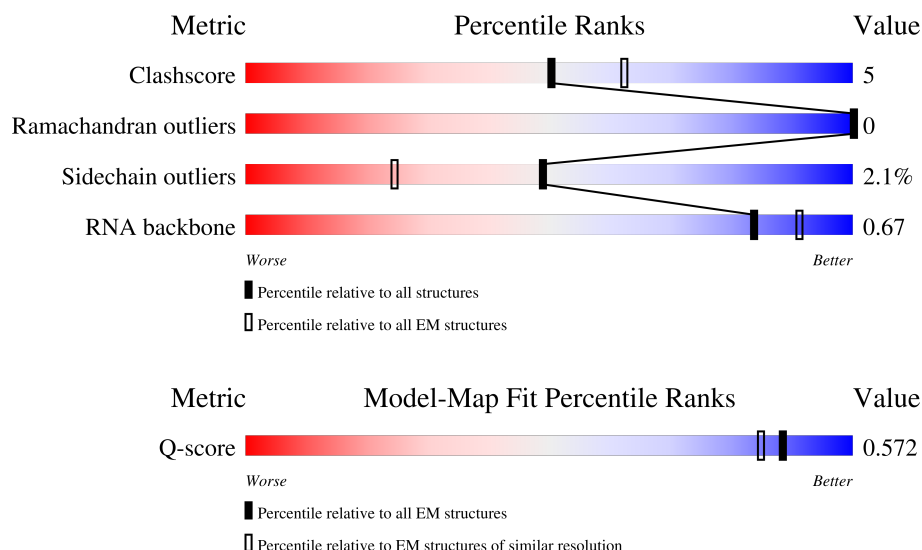 Metric Percentile Ranks Value
Clashscore 5
Ramachandran outliers 0
Sidechain outliers 2.1%
RNA backbone 0.67
Worse Better
Percentile relative to all structures
Percentile relative to all EM structures
Metric Model-Map Fit Percentile Ranks Value
Q-score 0.572
Worse Better
Percentile relative to all EM structures
Percentile relative to EM structures of similar resolution